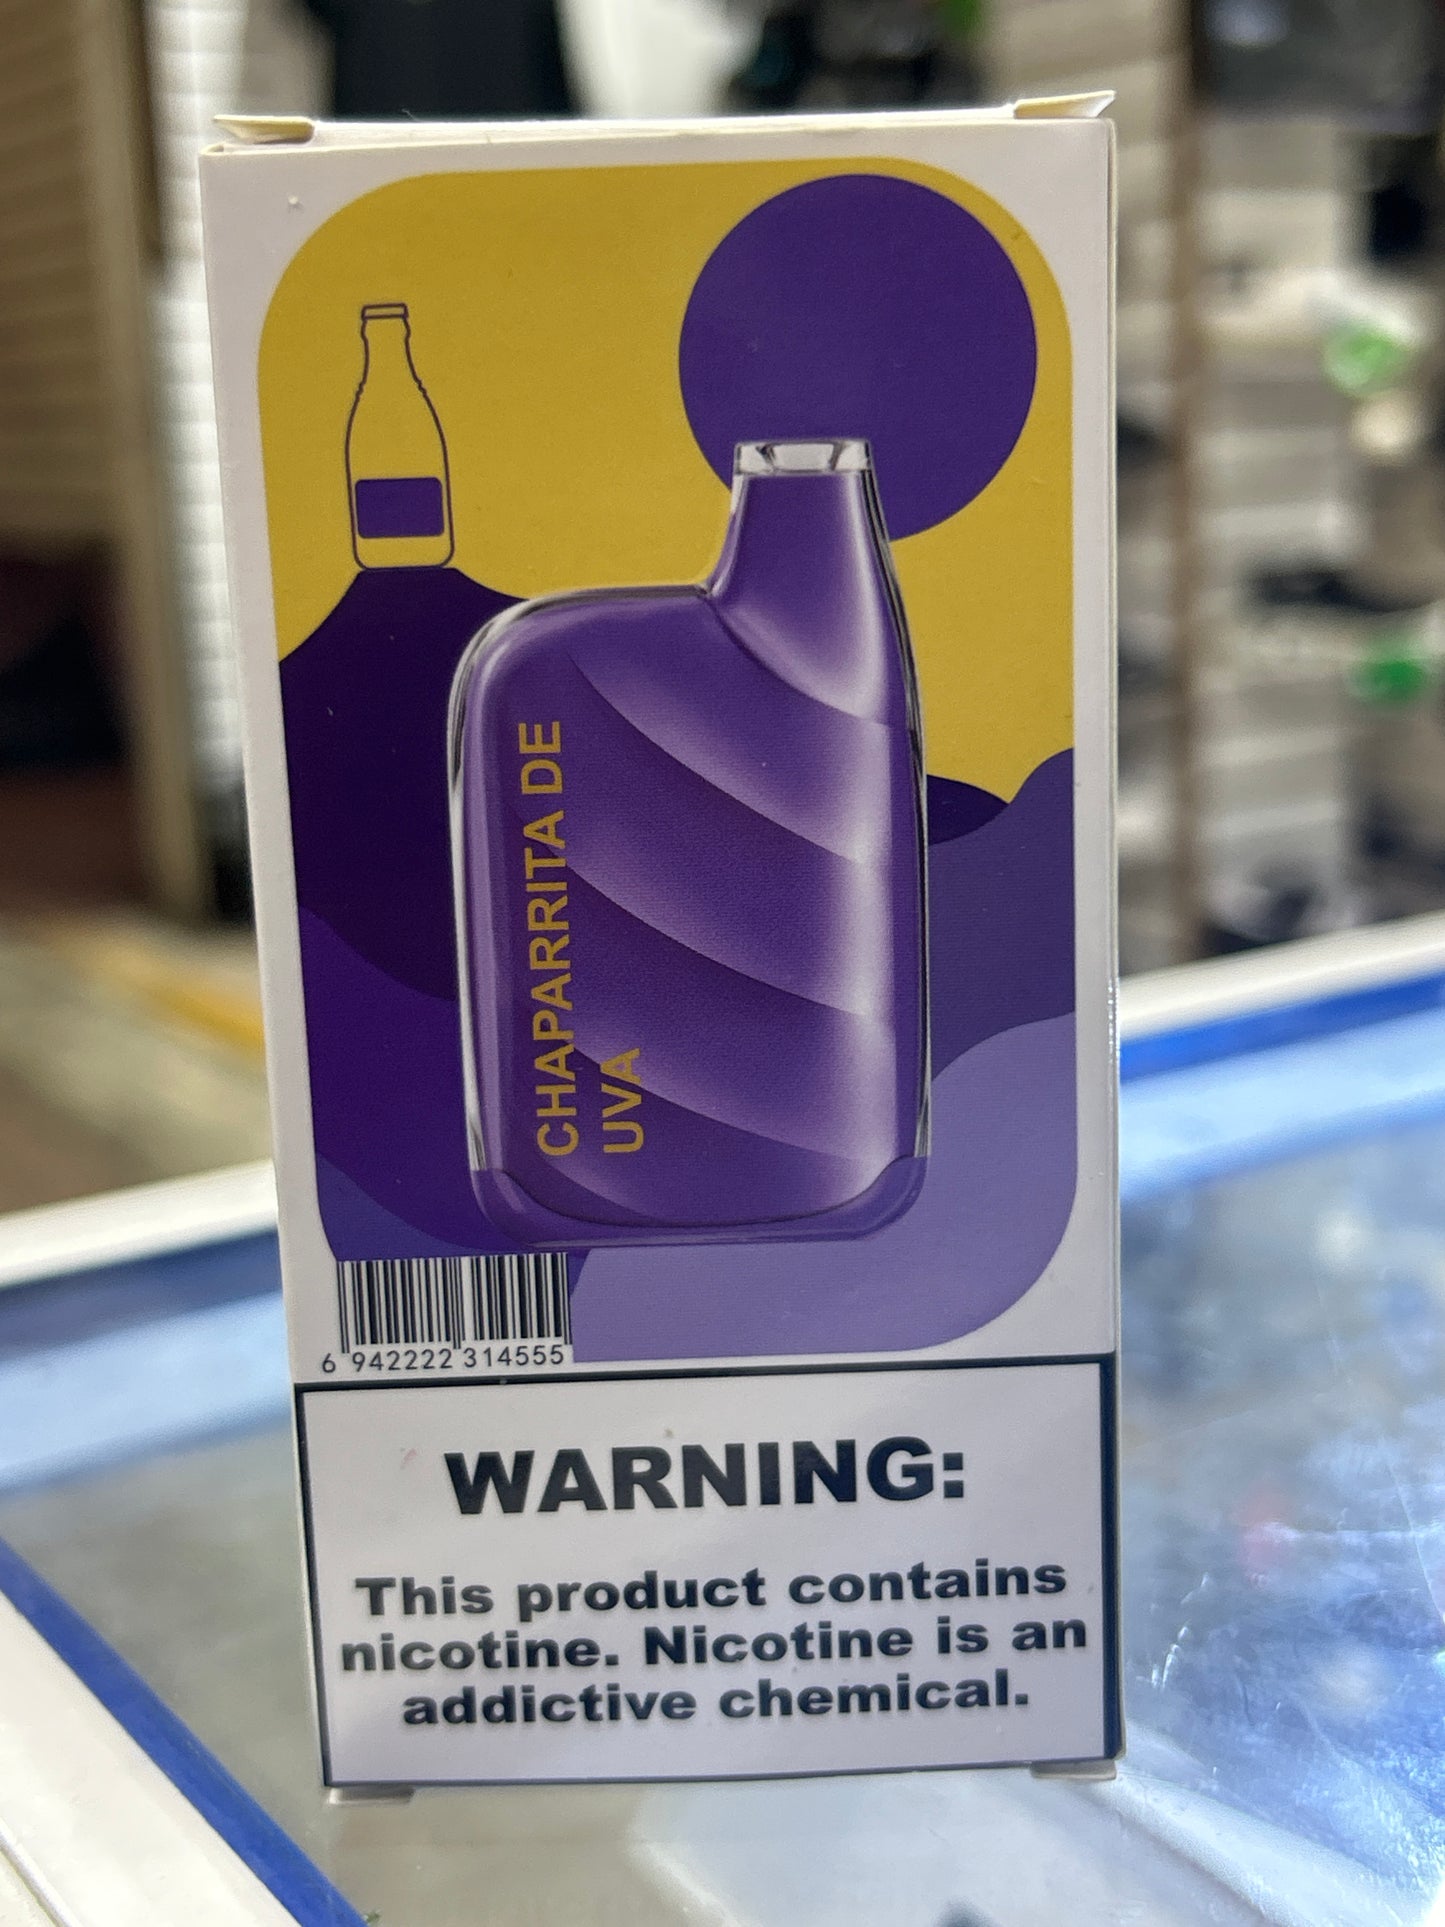 CHAPARRITA DE
UVA
6 942222 314555
WARNING:
This product contains
nicotine. Nicotine is an
addictive chemical.